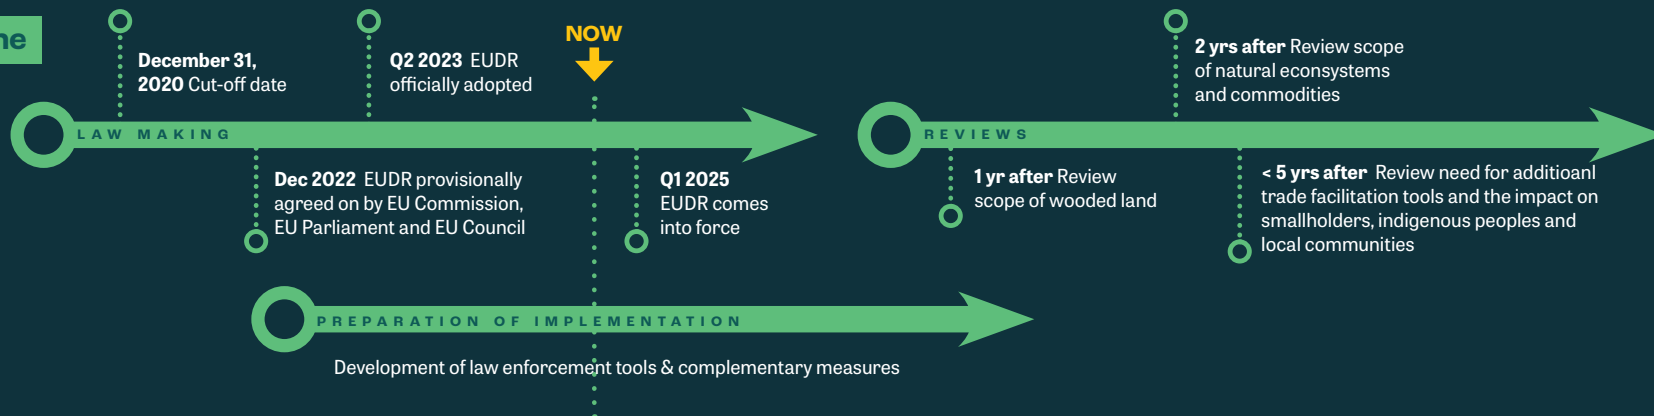 ne
December 31,
2020 Cut-off date
Q2 2023 EUDR
officially adopted
NOW
LAW MAKING
Dec 2022 EUDR provisionally
agreed on by EU Commission,
EU Parliament and EU Council
Q1 2025
EUDR comes
into force
2 yrs after Review scope
of natural econsystems
and commodities
REVIEWS
1 yr after Review
scope of wooded land
< 5 yrs after Review need for additioanl
trade facilitation tools and the impact on
smallholders, indigenous peoples and
local communities
PREPARATION OF IMPLEMENTATION
Development of law enforcement tools & complementary measures